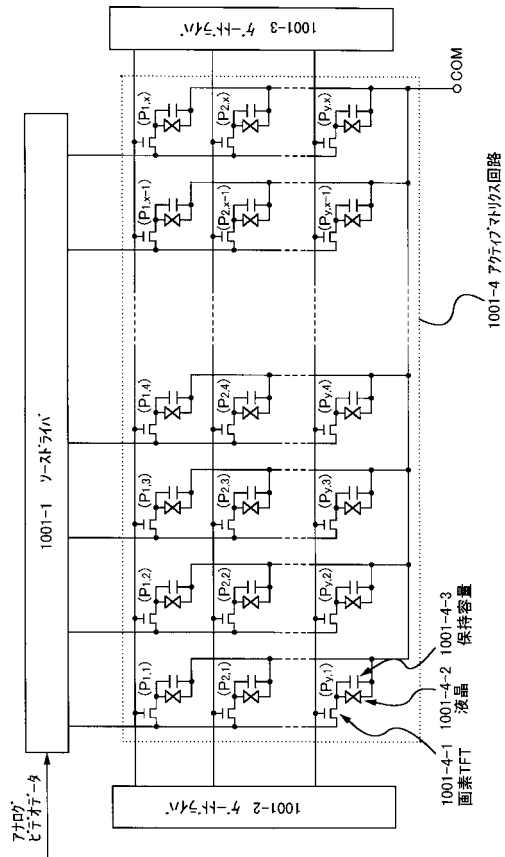 アナログ
ビデオデータ
1001-1 ソースドライバ
1001-2 ゲートドライバ
1001-3 ゲートドライバ
(P1,1)
(P1,2)
(P1,3)
(P1,4)
(P1,x-1)
(P1,x)
(P2,1)
(P2,2)
(P2,3)
(P2,4)
(P2,x-1)
(P2,x)
(Py,1)
(Py,2)
(Py,3)
(Py,4)
(Py,x-1)
(Py,x)
COM
1001-4-1
画素TFT
1001-4-2
液晶
1001-4-3
保持容量
1001-4 アクティブマトリクス回路